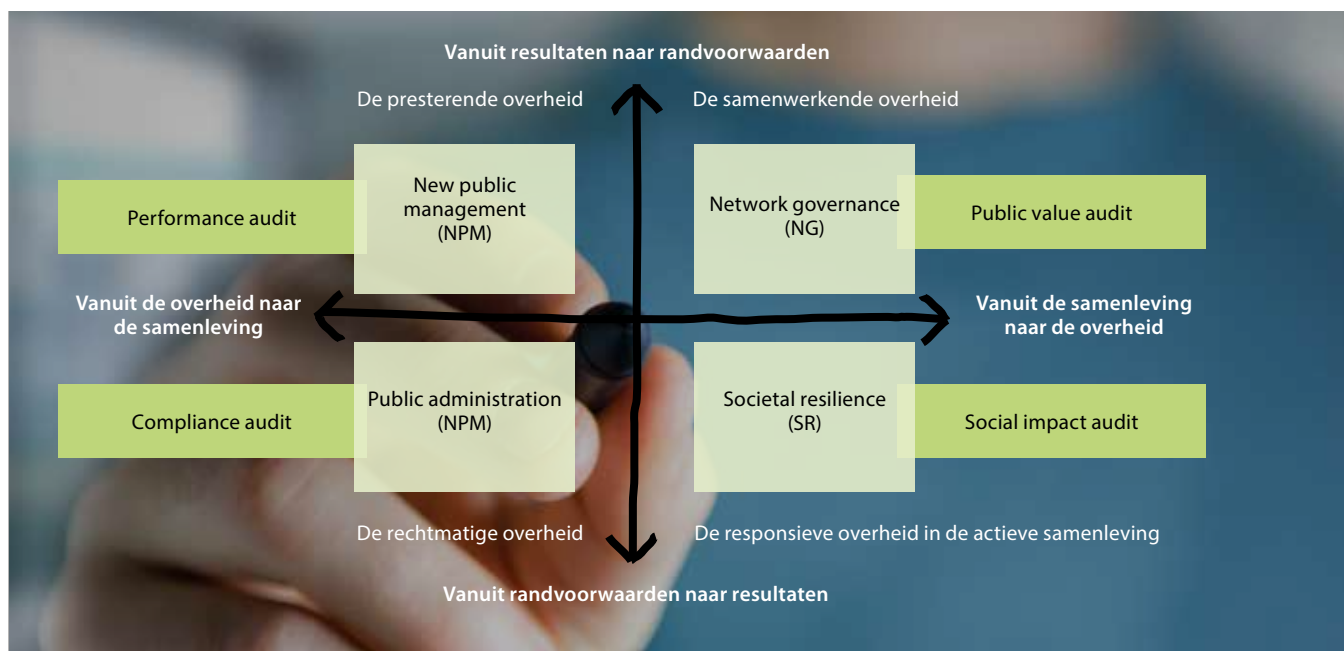 Vanuit resultaten naar randvoorwaarden
De presterende overheid
De samenwerkende overheid
Performance audit
New public
management
(NPM)
Network governance
(NG)
Public value audit
Vanuit de overheid naar
de samenleving
Vanuit de samenleving
naar de overheid
Compliance audit
Public administration
(NPM)
Societal resilience
(SR)
Social impact audit
De rechtmatige overheid
De responsieve overheid in de actieve samenleving
Vanuit randvoorwaarden naar resultaten